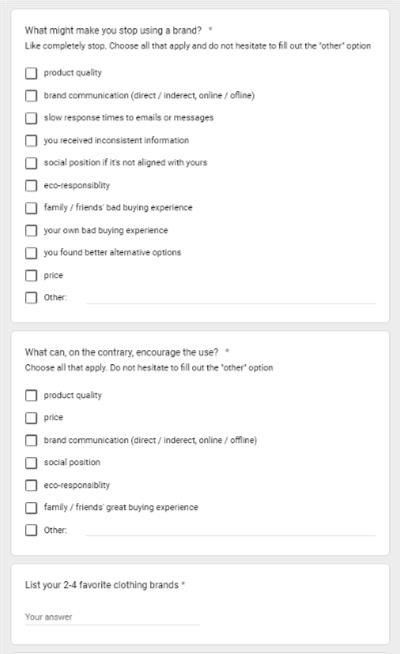 What might make you stop using a brand? *
Like completely stop. Choose all that apply and do not hesitate to fill out the "other" option
product quality
brand communication (direct / inderect, online / ofline)
slow response times to emails or messages
you received inconsistent information
social position if it's not aligned with yours
eco-responsiblity
family / friends' bad buying experience
your own bad buying experience
you found better alternative options
price
Other:
What can, on the contrary, encourage the use? *
Choose all that apply. Do not hesitate to fill out the "other" option
product quality
price
brand communication (direct / inderect, online / offline)
social position
eco-responsiblity
family / friends' great buying experience
Other:
List your 2-4 favorite clothing brands *
Your answer